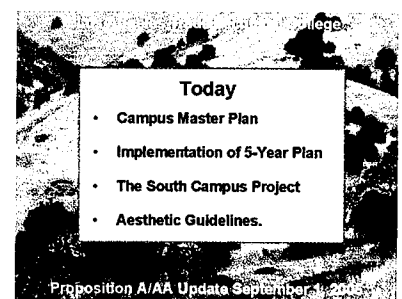 College
Today
• Campus Master Plan
• Implementation of 5-Year Plan
• The South Campus Project
• Aesthetic Guidelines.
Proposition A/AA Update September 1,